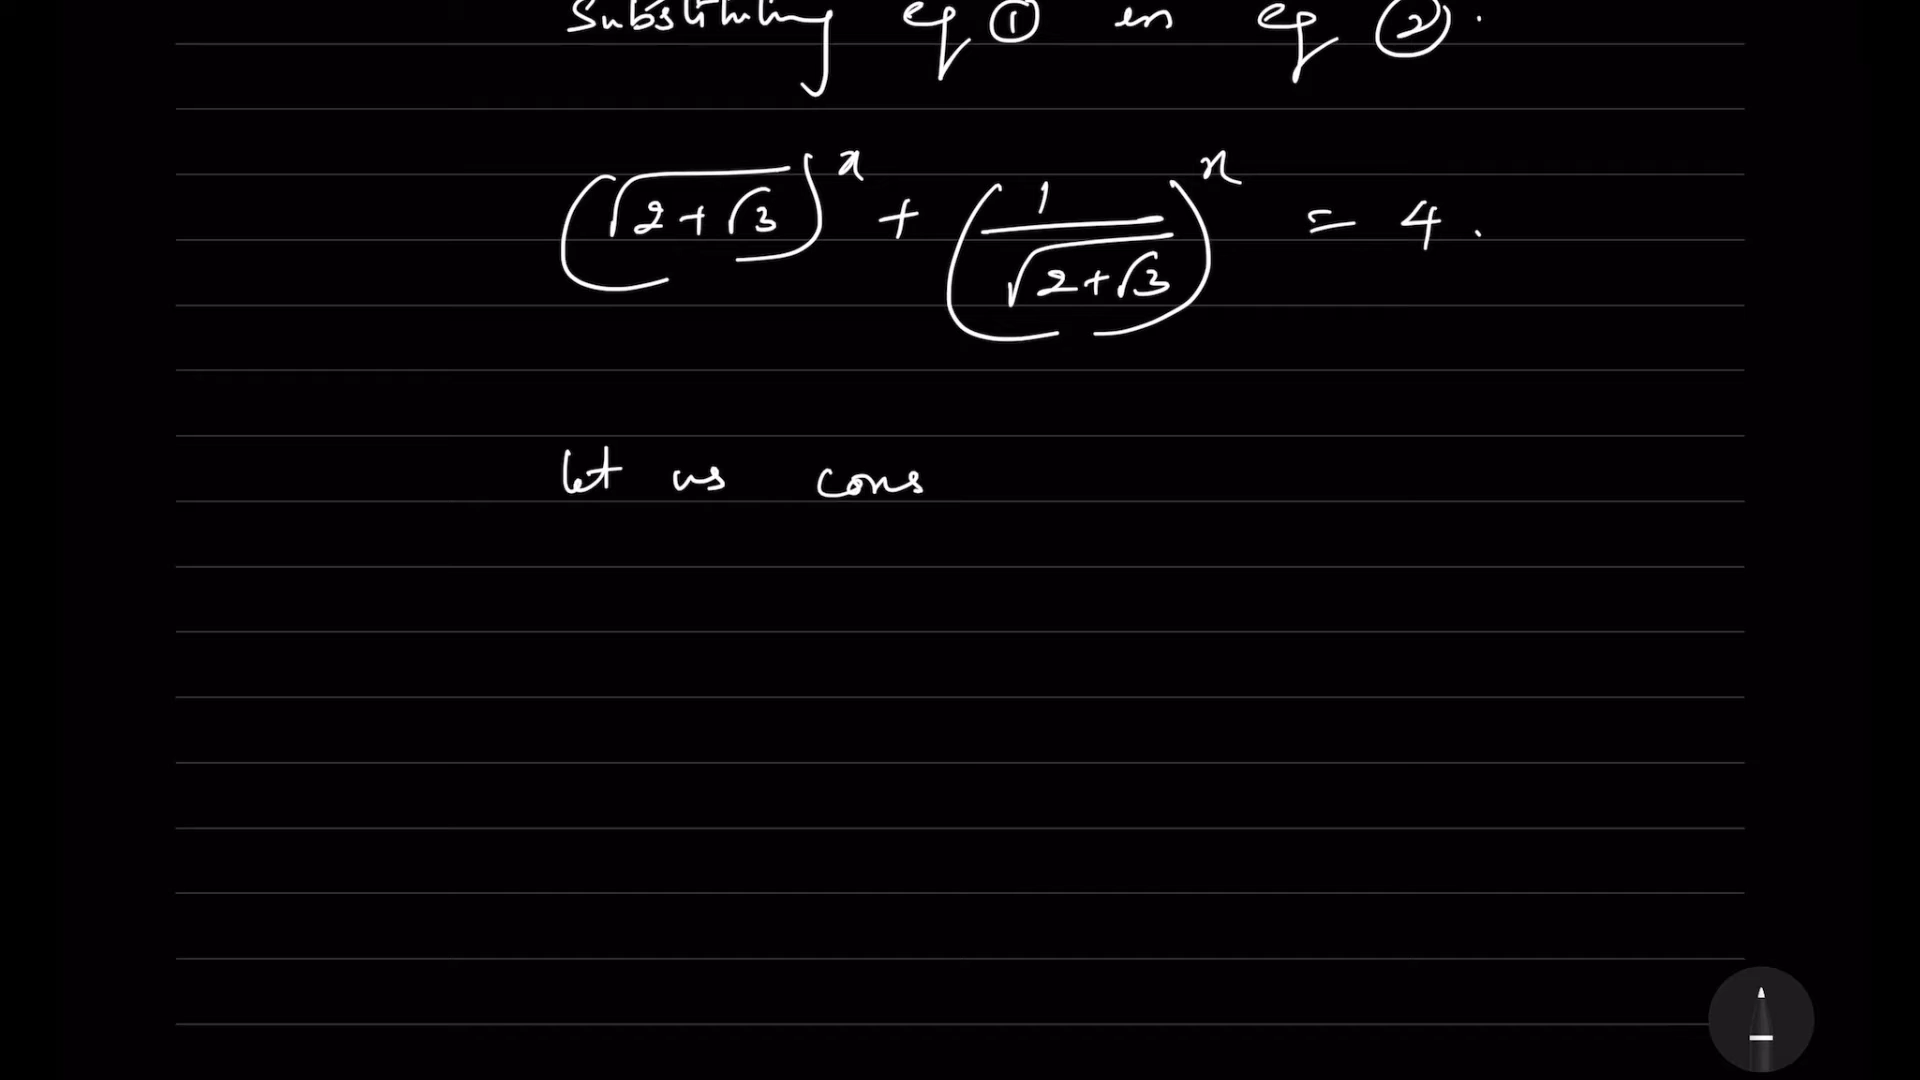 Substituting eq ① in eq ②.
(√(2+√3))^x + (1/√(2+√3))^x = 4.
let us cons